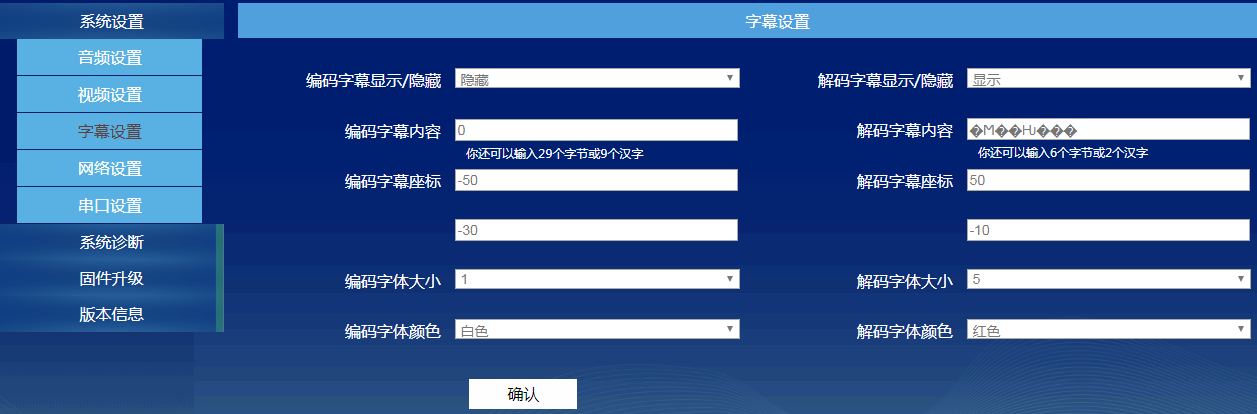 系统设置
音频设置
视频设置
字幕设置
网络设置
串口设置
系统诊断
固件升级
版本信息
字幕设置
编码字幕显示/隐藏 隐藏
解码字幕显示/隐藏 显示
编码字幕内容 0
你还可以输入29个字节或9个汉字
解码字幕内容 �M��Ƕ���
你还可以输入6个字节或2个汉字
编码字幕座标 -50
-30
解码字幕座标 50
-10
编码字体大小 1
解码字体大小 5
编码字体颜色 白色
解码字体颜色 红色
确认